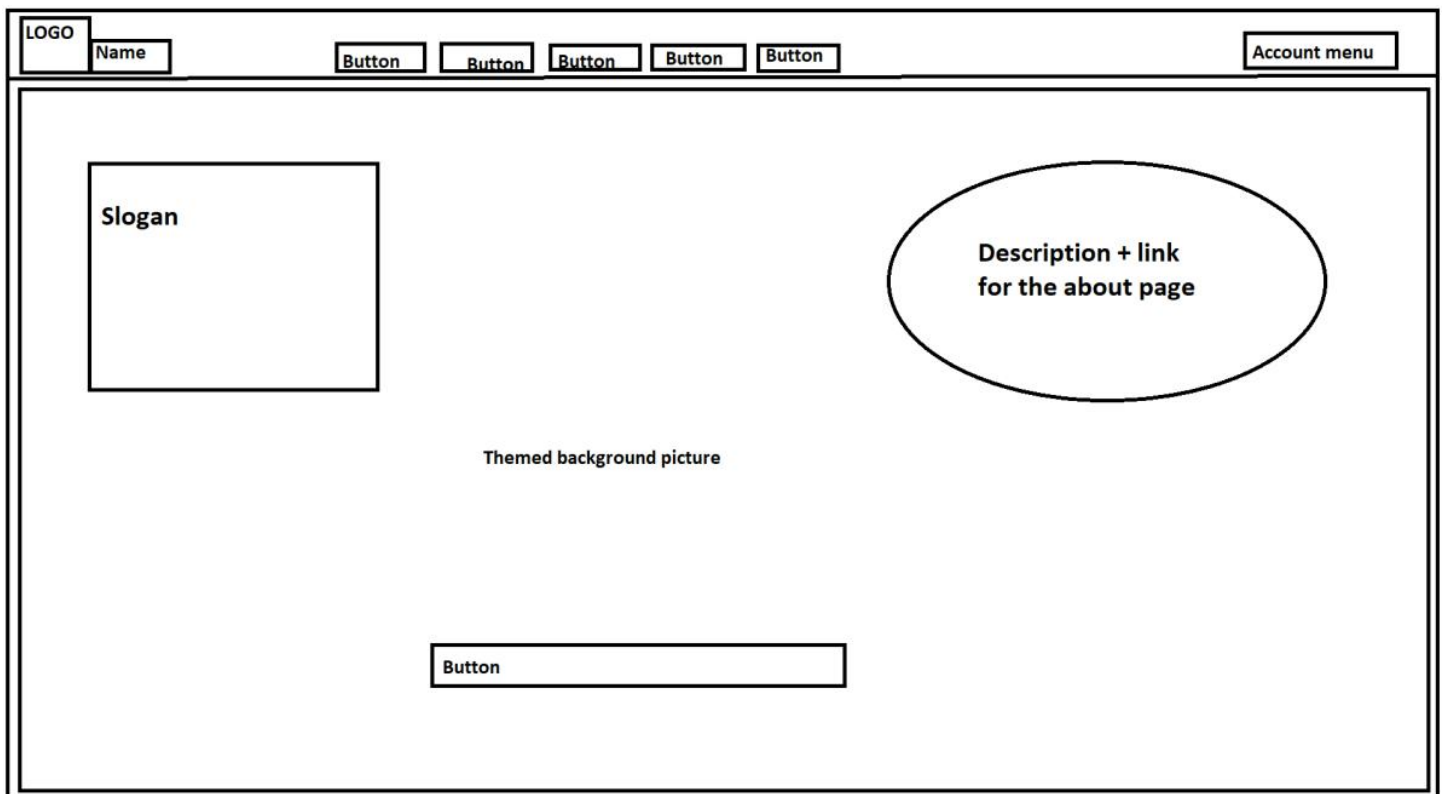 LOGO
Name
Button
Button
Button
Button
Button
Account menu
Slogan
Description + link
for the about page
Themed background picture
Button